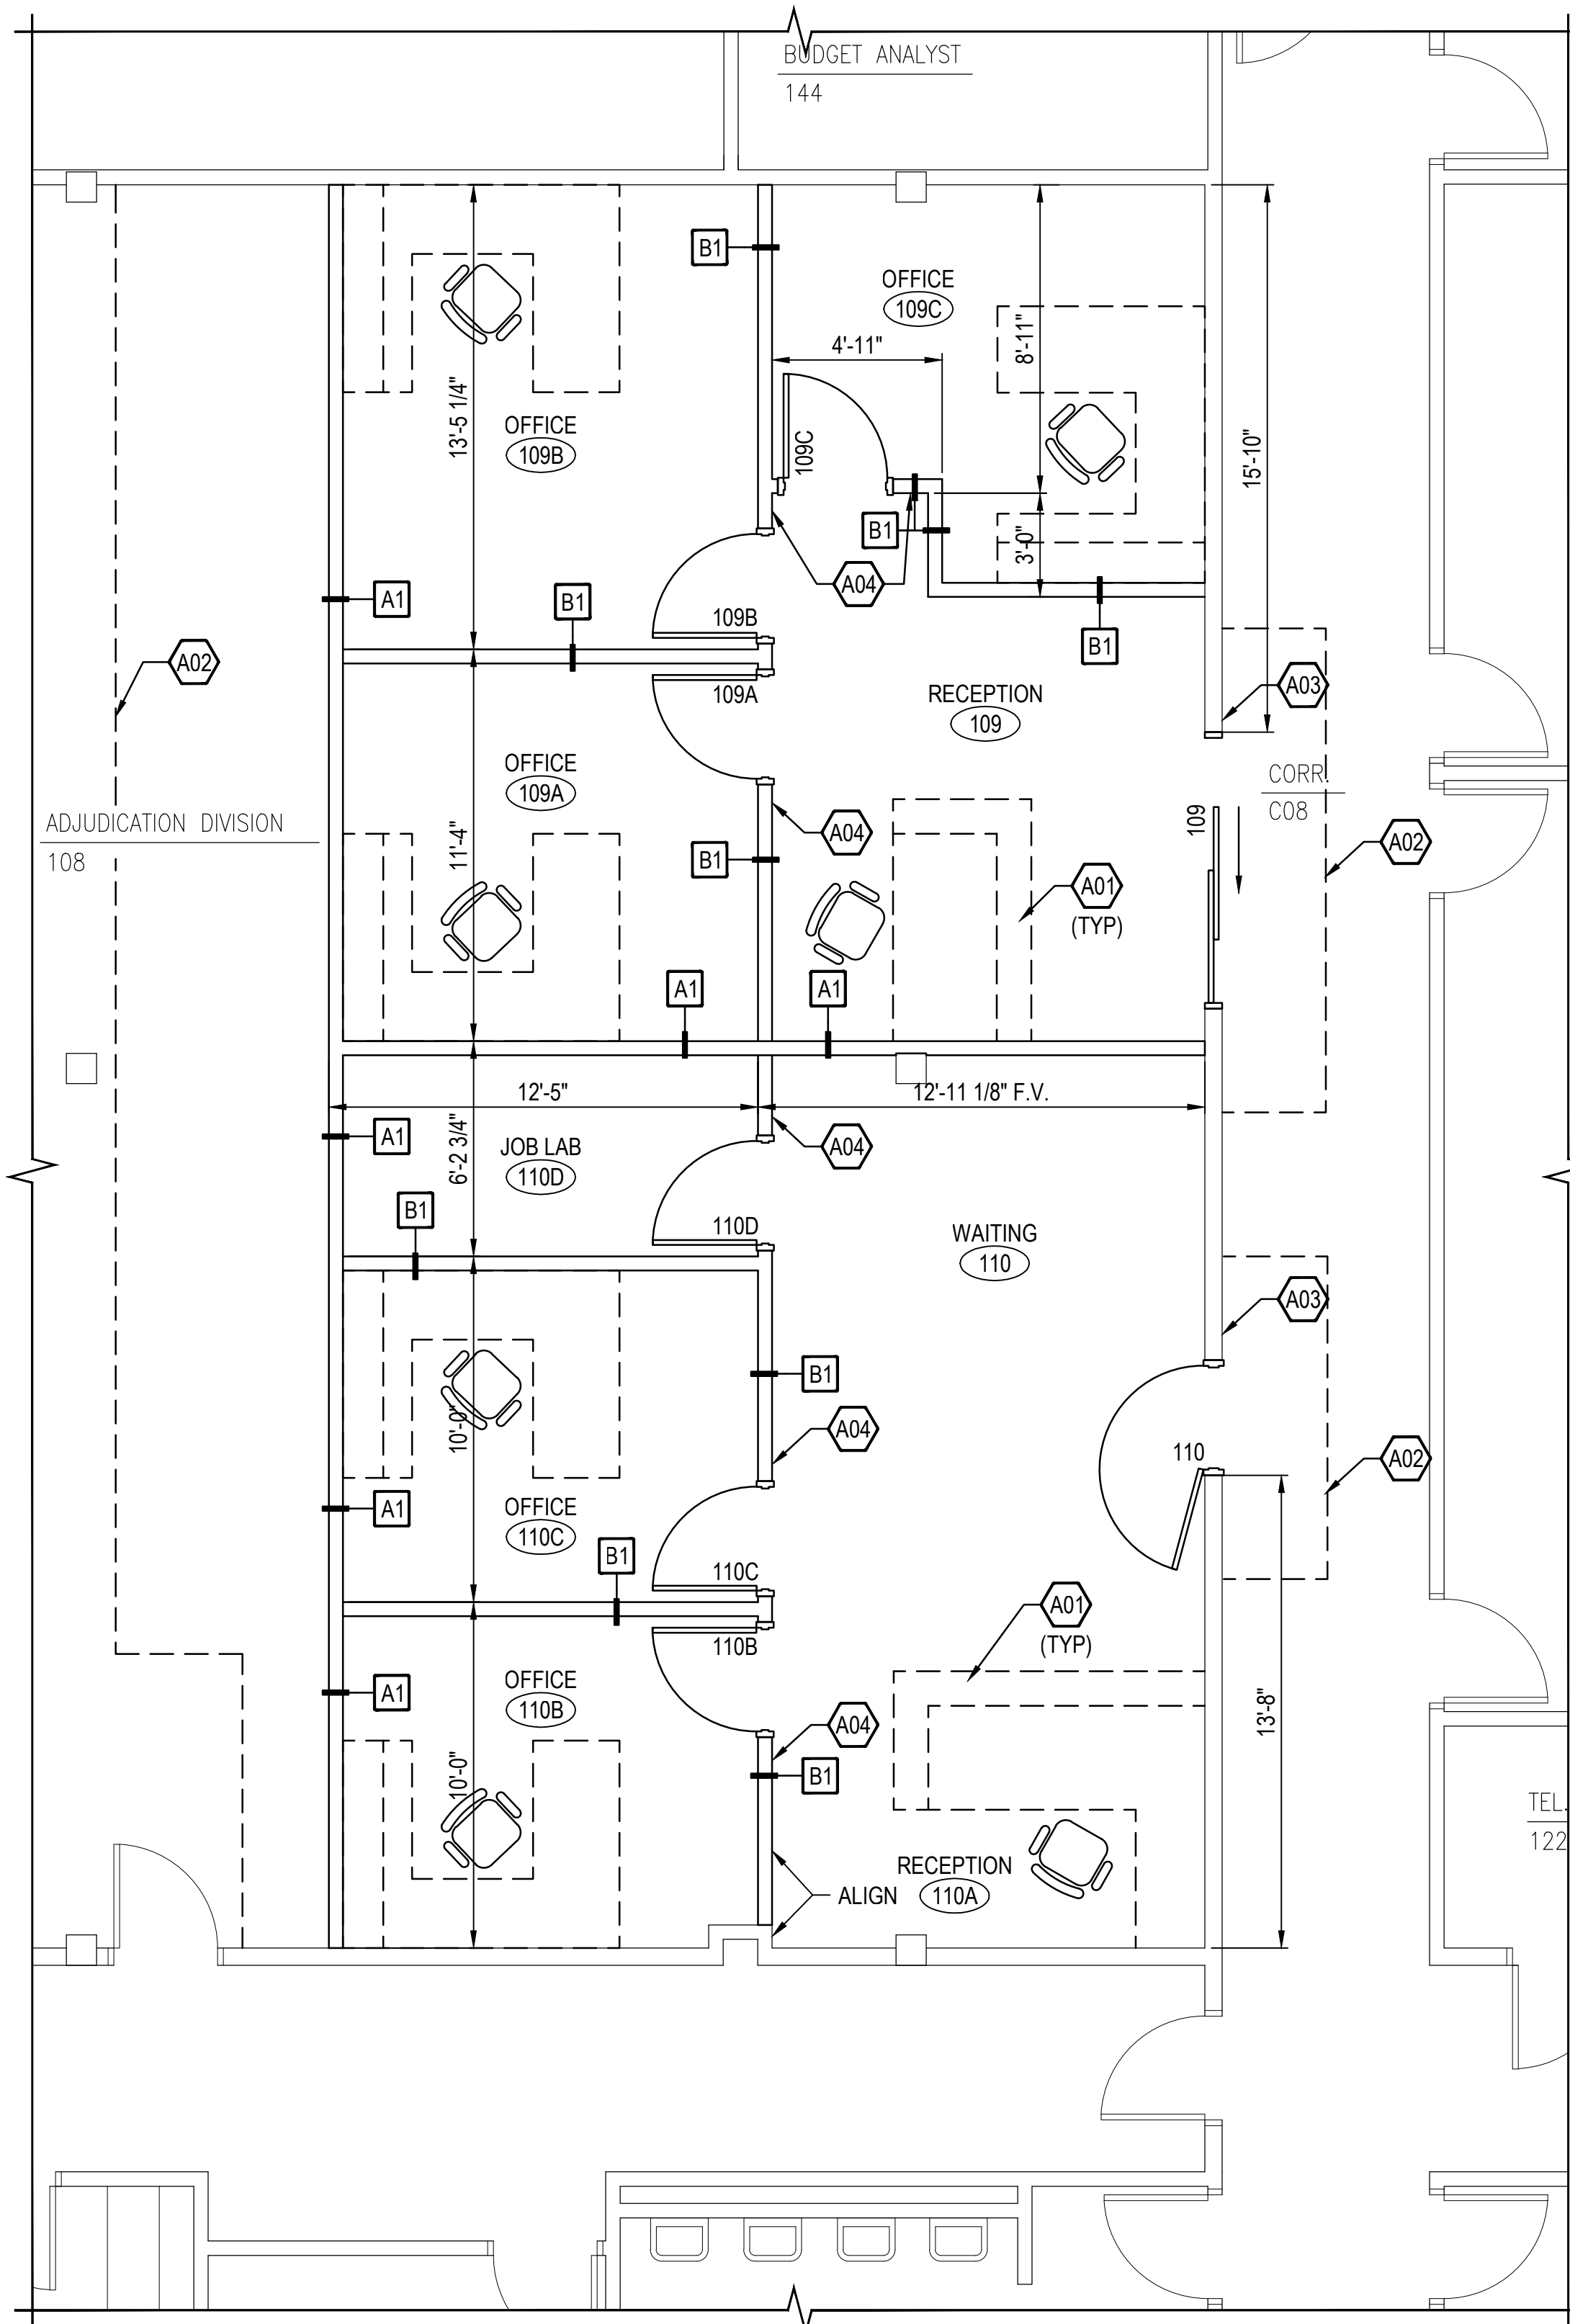 BUDGET ANALYST
144
B1
OFFICE
109C
4'-11"
8'-11"
13'-5 1/4"
OFFICE
109B
109C
15'-10"
B1
3'-0"
A04
A1
B1
109B
B1
A02
109A
RECEPTION
109
A03
OFFICE
109A
CORR.
C08
ADJUDICATION DIVISION
108
109
11'-4"
B1
A04
A02
A01
(TYP)
A1
A1
12'-5"
12'-11 1/8" F.V.
A1
6'-2 3/4"
JOB LAB
110D
A04
B1
110D
WAITING
110
A03
B1
10'-0"
A04
110
A02
A1
OFFICE
110C
B1
110C
A01
(TYP)
110B
OFFICE
110B
A1
A04
13'-8"
10'-0"
B1
TEL.
122
RECEPTION
110A
ALIGN